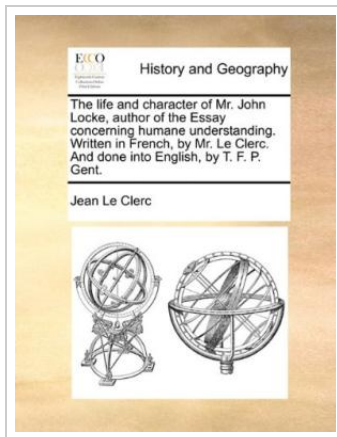 ECCO
History and Geography
The life and character of Mr. John
Locke, author of the Essay
concerning humane understanding.
Written in French, by Mr. Le Clerc.
And done into English, by T. F. P.
Gent.
Jean Le Clerc